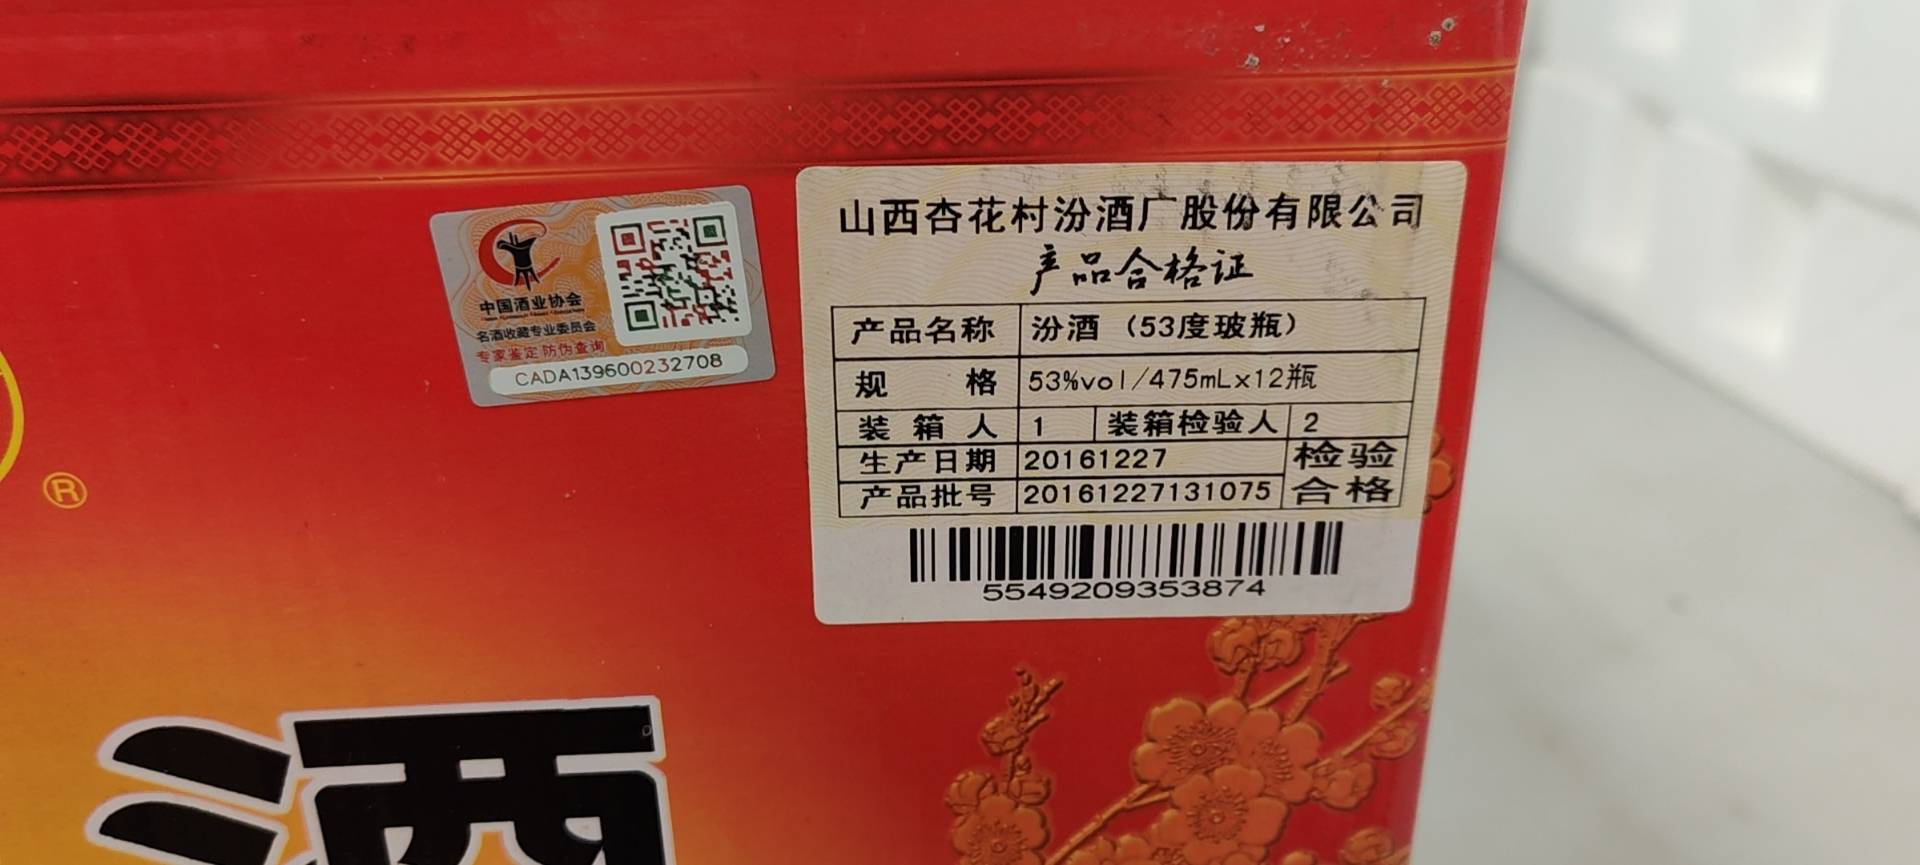 中国酒业协会
名酒收藏专业委员会
专家鉴定 防伪查询
CADA139600232708
山西杏花村汾酒厂股份有限公司
产品合格证
产品名称 汾酒（53度玻瓶）
规 格 53%vol/475mLx12瓶
装箱人 1 装箱检验人 2
生产日期 20161227 检验
产品批号 20161227131075 合格
5549209353874
®
酒